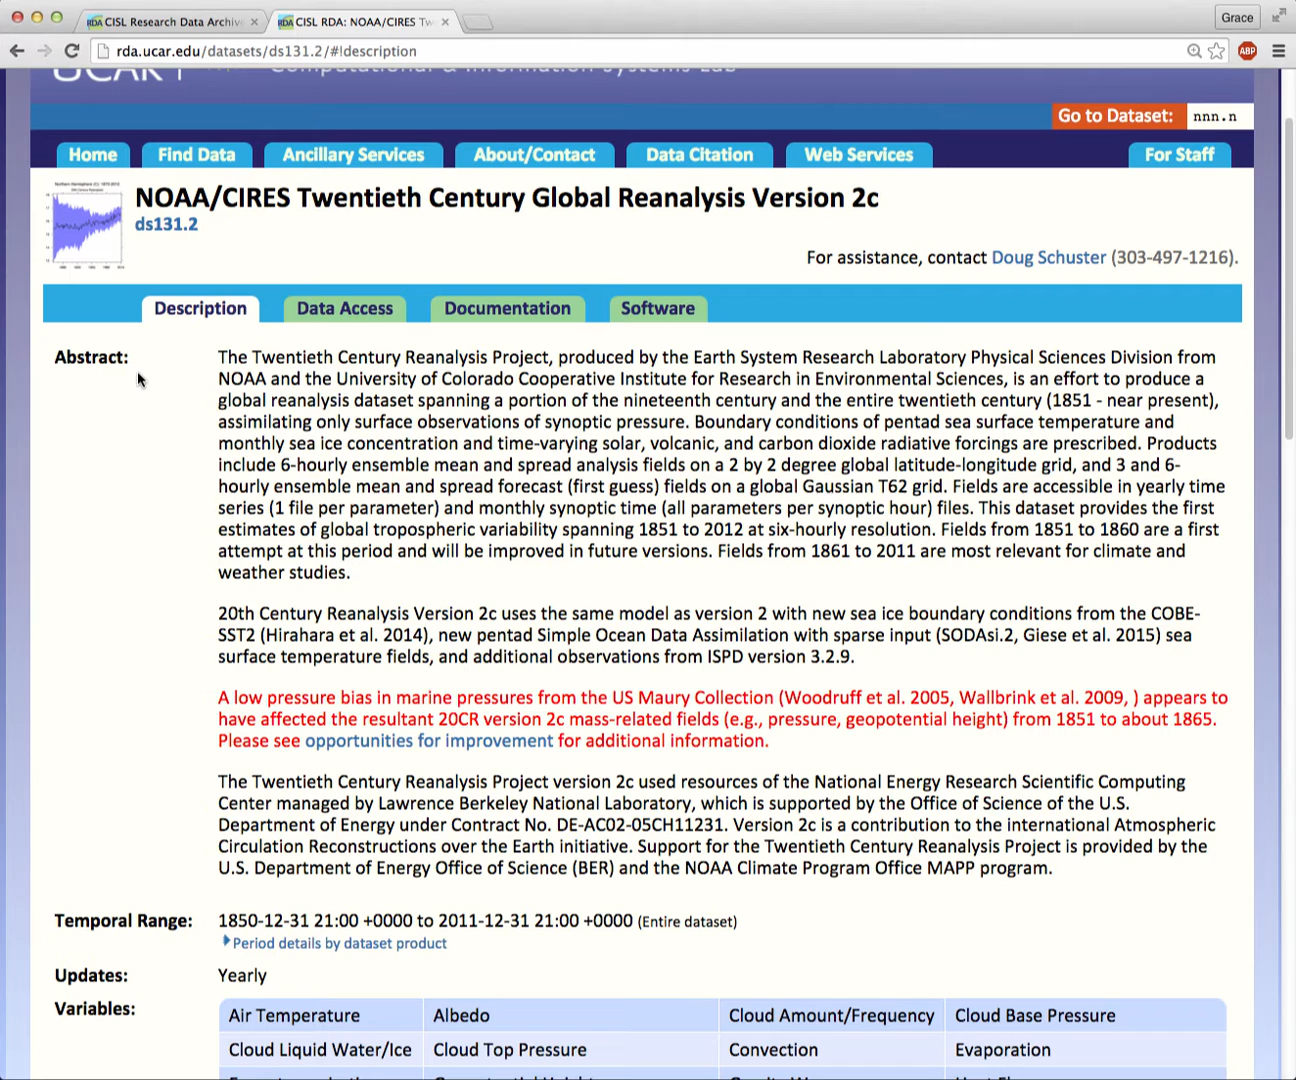 CISL Research Data Archiv
CISL RDA: NOAA/CIRES Tw
Grace
rda.ucar.edu/datasets/ds131.2/#!description
ABP
UCAR
Go to Dataset: nnn.n
Home Find Data Ancillary Services About/Contact Data Citation Web Services For Staff
NOAA/CIRES Twentieth Century Global Reanalysis Version 2c
ds131.2
For assistance, contact Doug Schuster (303-497-1216).
Description Data Access Documentation Software
Abstract: The Twentieth Century Reanalysis Project, produced by the Earth System Research Laboratory Physical Sciences Division from
NOAA and the University of Colorado Cooperative Institute for Research in Environmental Sciences, is an effort to produce a
global reanalysis dataset spanning a portion of the nineteenth century and the entire twentieth century (1851 - near present),
assimilating only surface observations of synoptic pressure. Boundary conditions of pentad sea surface temperature and
monthly sea ice concentration and time-varying solar, volcanic, and carbon dioxide radiative forcings are prescribed. Products
include 6-hourly ensemble mean and spread analysis fields on a 2 by 2 degree global latitude-longitude grid, and 3 and 6-
hourly ensemble mean and spread forecast (first guess) fields on a global Gaussian T62 grid. Fields are accessible in yearly time
series (1 file per parameter) and monthly synoptic time (all parameters per synoptic hour) files. This dataset provides the first
estimates of global tropospheric variability spanning 1851 to 2012 at six-hourly resolution. Fields from 1851 to 1860 are a first
attempt at this period and will be improved in future versions. Fields from 1861 to 2011 are most relevant for climate and
weather studies.
20th Century Reanalysis Version 2c uses the same model as version 2 with new sea ice boundary conditions from the COBE-
SST2 (Hirahara et al. 2014), new pentad Simple Ocean Data Assimilation with sparse input (SODAsi.2, Giese et al. 2015) sea
surface temperature fields, and additional observations from ISPD version 3.2.9.
A low pressure bias in marine pressures from the US Maury Collection (Woodruff et al. 2005, Wallbrink et al. 2009, ) appears to
have affected the resultant 20CR version 2c mass-related fields (e.g., pressure, geopotential height) from 1851 to about 1865.
Please see opportunities for improvement for additional information.
The Twentieth Century Reanalysis Project version 2c used resources of the National Energy Research Scientific Computing
Center managed by Lawrence Berkeley National Laboratory, which is supported by the Office of Science of the U.S.
Department of Energy under Contract No. DE-AC02-05CH11231. Version 2c is a contribution to the international Atmospheric
Circulation Reconstructions over the Earth initiative. Support for the Twentieth Century Reanalysis Project is provided by the
U.S. Department of Energy Office of Science (BER) and the NOAA Climate Program Office MAPP program.
Temporal Range: 1850-12-31 21:00 +0000 to 2011-12-31 21:00 +0000 (Entire dataset)
Period details by dataset product
Updates: Yearly
Variables: Air Temperature Albedo Cloud Amount/Frequency Cloud Base Pressure
Cloud Liquid Water/Ice Cloud Top Pressure Convection Evaporation